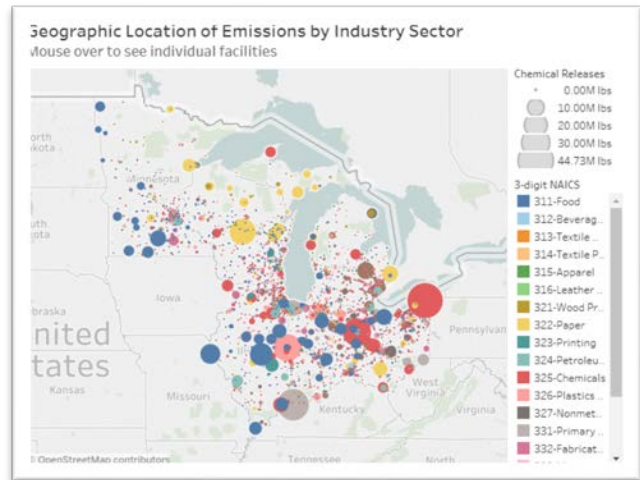 Geographic Location of Emissions by Industry Sector
Mouse over to see individual facilities
Chemical Releases
0.00M lbs
10.00M lbs
20.00M lbs
30.00M lbs
44.73M lbs
3-digit NAICS
311-Food
312-Beverag...
313-Textile ...
314-Textile P...
315-Apparel
316-Leather ...
321-Wood Pr...
322-Paper
323-Printing
324-Petroleu...
325-Chemicals
326-Plastics ...
327-Nonmet...
331-Primary ...
332-Fabricat...
Minnesota
Iowa
nited
tates
Kansas
Missouri
Kentucky
Tennessee
West
Virginia
Virginia
Pennsylvan
North
© OpenStreetMap contributors